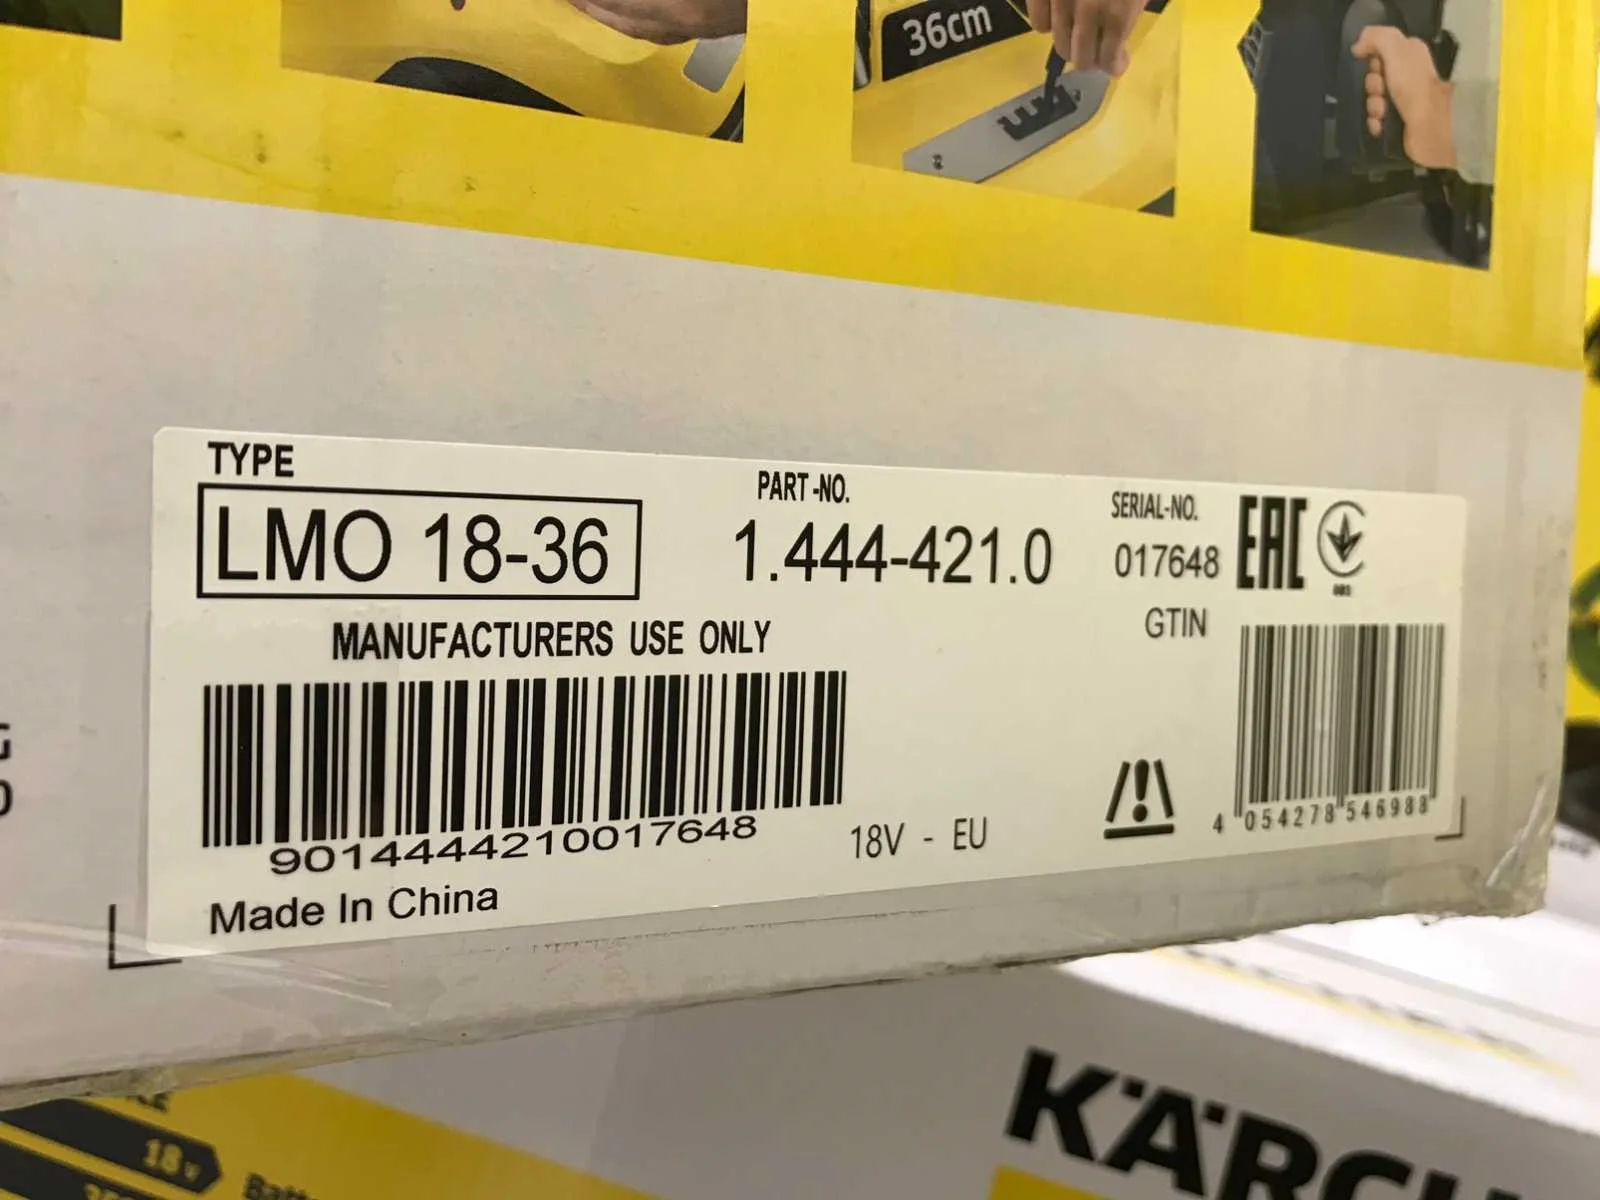 36cm
TYPE
LMO 18-36
PART-NO.
1.444-421.0
SERIAL-NO.
017648
EAC
GTIN
MANUFACTURERS USE ONLY
9014444210017648
18V - EU
4 054278 546988
Made In China
18V
KÄRCH